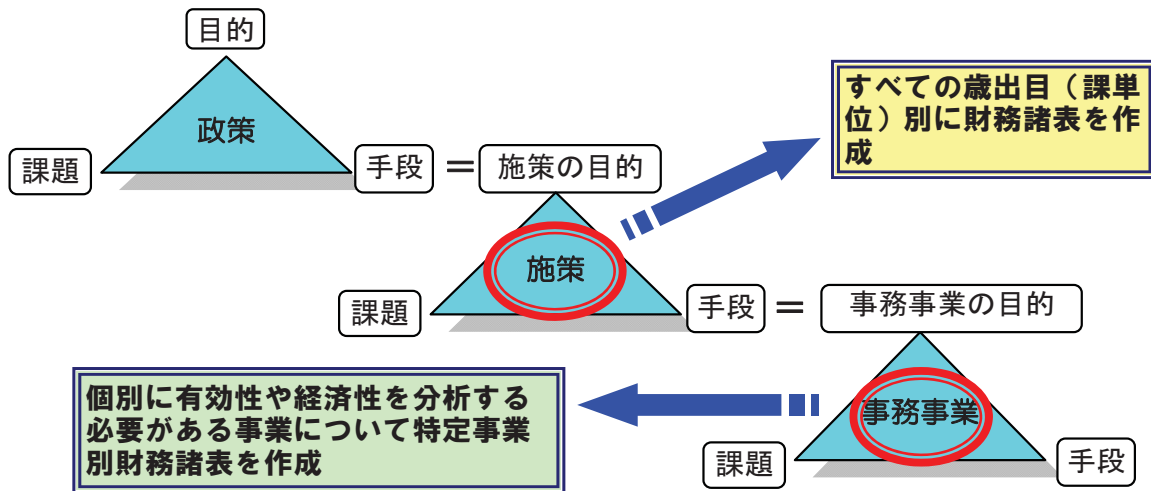 目的
政策
課題
手段
＝
施策の目的
すべての歳出目（課単
位）別に財務諸表を作
成
施策
課題
手段
＝
事務事業の目的
個別に有効性や経済性を分析する
必要がある事業について特定事業
別財務諸表を作成
事務事業
課題
手段